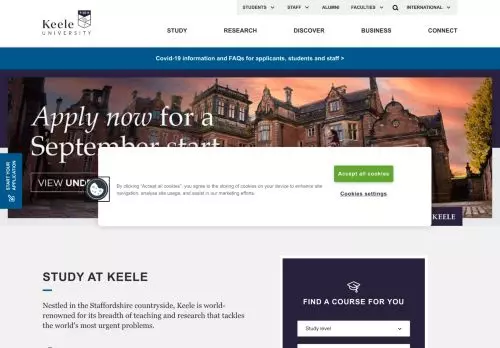 STUDENTS STAFF ALUMNI FACULTIES INTERNATIONAL
Keele
UNIVERSITY
STUDY RESEARCH DISCOVER BUSINESS CONNECT
Covid-19 information and FAQs for applicants, students and staff >
Apply now for a
September start
START YOUR
APPLICATION
VIEW UND
By clicking “Accept all cookies”, you agree to the storing of cookies on your device to enhance site
navigation, analyse site usage, and assist in our marketing efforts.
Accept all cookies
Cookies settings
KEELE
STUDY AT KEELE
Nestled in the Staffordshire countryside, Keele is world-
renowned for its breadth of teaching and research that tackles
the world's most urgent problems.
FIND A COURSE FOR YOU
Study level